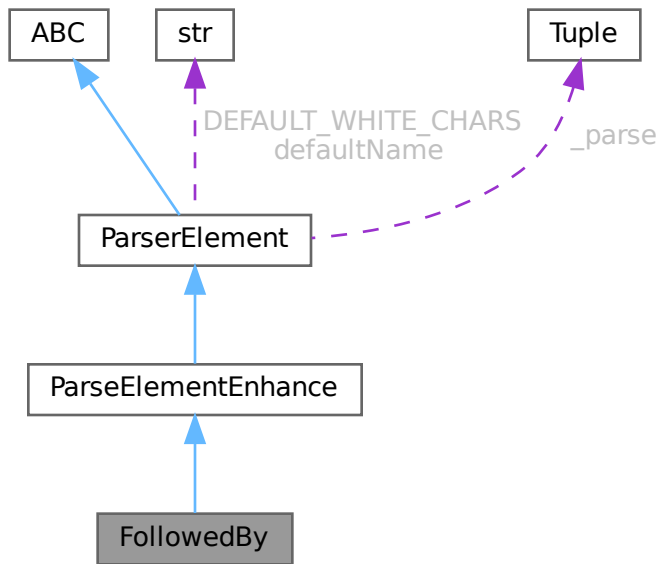 ABC
str
Tuple
DEFAULT_WHITE_CHARS
defaultName
_parse
ParserElement
ParseElementEnhance
FollowedBy